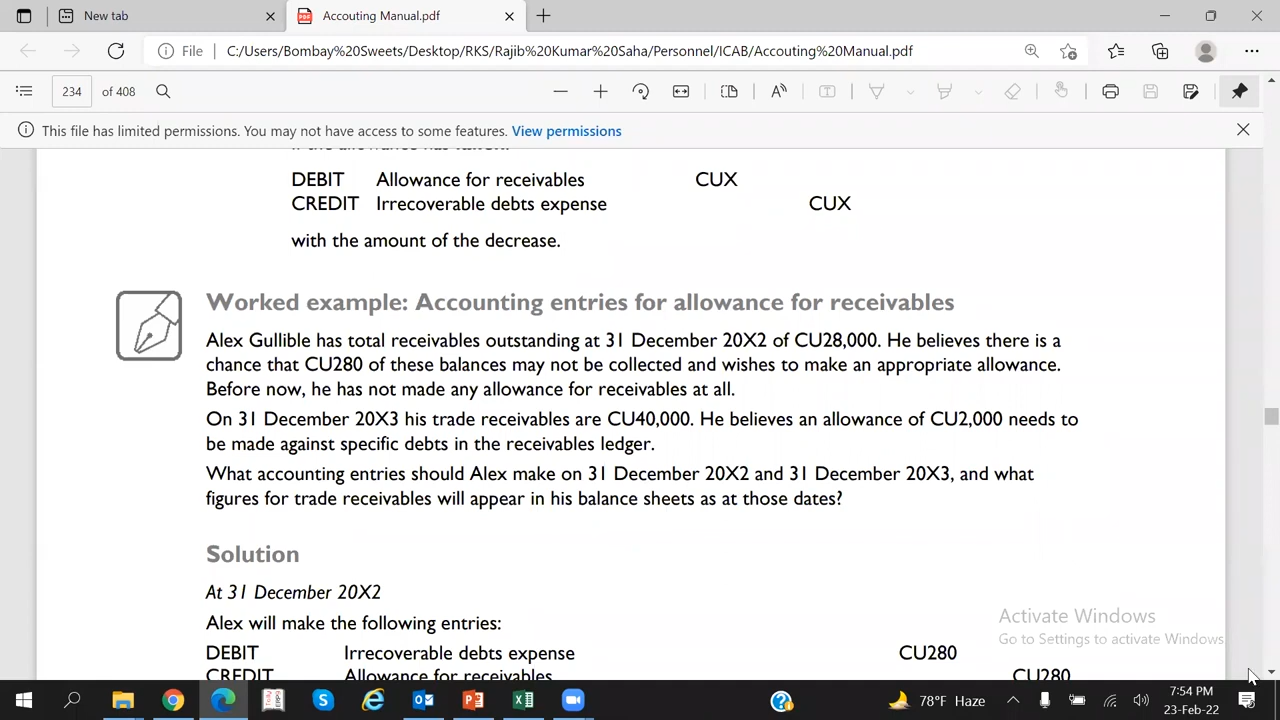 New tab
Accouting Manual.pdf
File
C:/Users/Bombay%20Sweets/Desktop/RKS/Rajib%20Kumar%20Saha/Personnel/ICAB/Accouting%20Manual.pdf
234 of 408
This file has limited permissions. You may not have access to some features. View permissions
if the allowance has
DEBIT Allowance for receivables CUX
CREDIT Irrecoverable debts expense CUX
with the amount of the decrease.
Worked example: Accounting entries for allowance for receivables
Alex Gullible has total receivables outstanding at 31 December 20X2 of CU28,000. He believes there is a
chance that CU280 of these balances may not be collected and wishes to make an appropriate allowance.
Before now, he has not made any allowance for receivables at all.
On 31 December 20X3 his trade receivables are CU40,000. He believes an allowance of CU2,000 needs to
be made against specific debts in the receivables ledger.
What accounting entries should Alex make on 31 December 20X2 and 31 December 20X3, and what
figures for trade receivables will appear in his balance sheets as at those dates?
Solution
At 31 December 20X2
Alex will make the following entries:
DEBIT Irrecoverable debts expense CU280
CREDIT Allowance for receivables CU280
Activate Windows
Go to Settings to activate Windows.
78°F Haze
7:54 PM
23-Feb-22